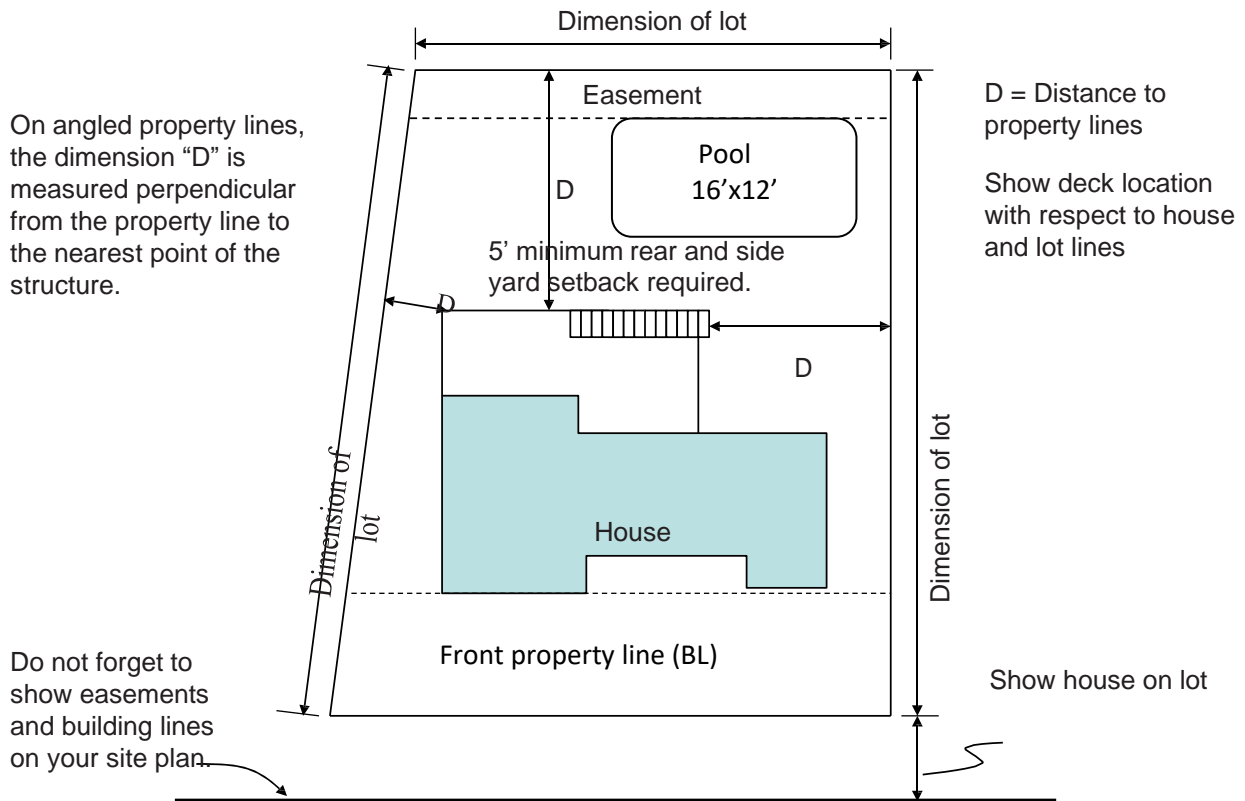 Dimension of lot
Easement
On angled property lines,
the dimension “D” is
measured perpendicular
from the property line to
the nearest point of the
structure.
D = Distance to
property lines
Show deck location
with respect to house
and lot lines
Pool
16’x12’
D
5’ minimum rear and side
yard setback required.
D
D
Dimension of
lot
House
Dimension of lot
Front property line (BL)
Do not forget to
show easements
and building lines
on your site plan.
Show house on lot